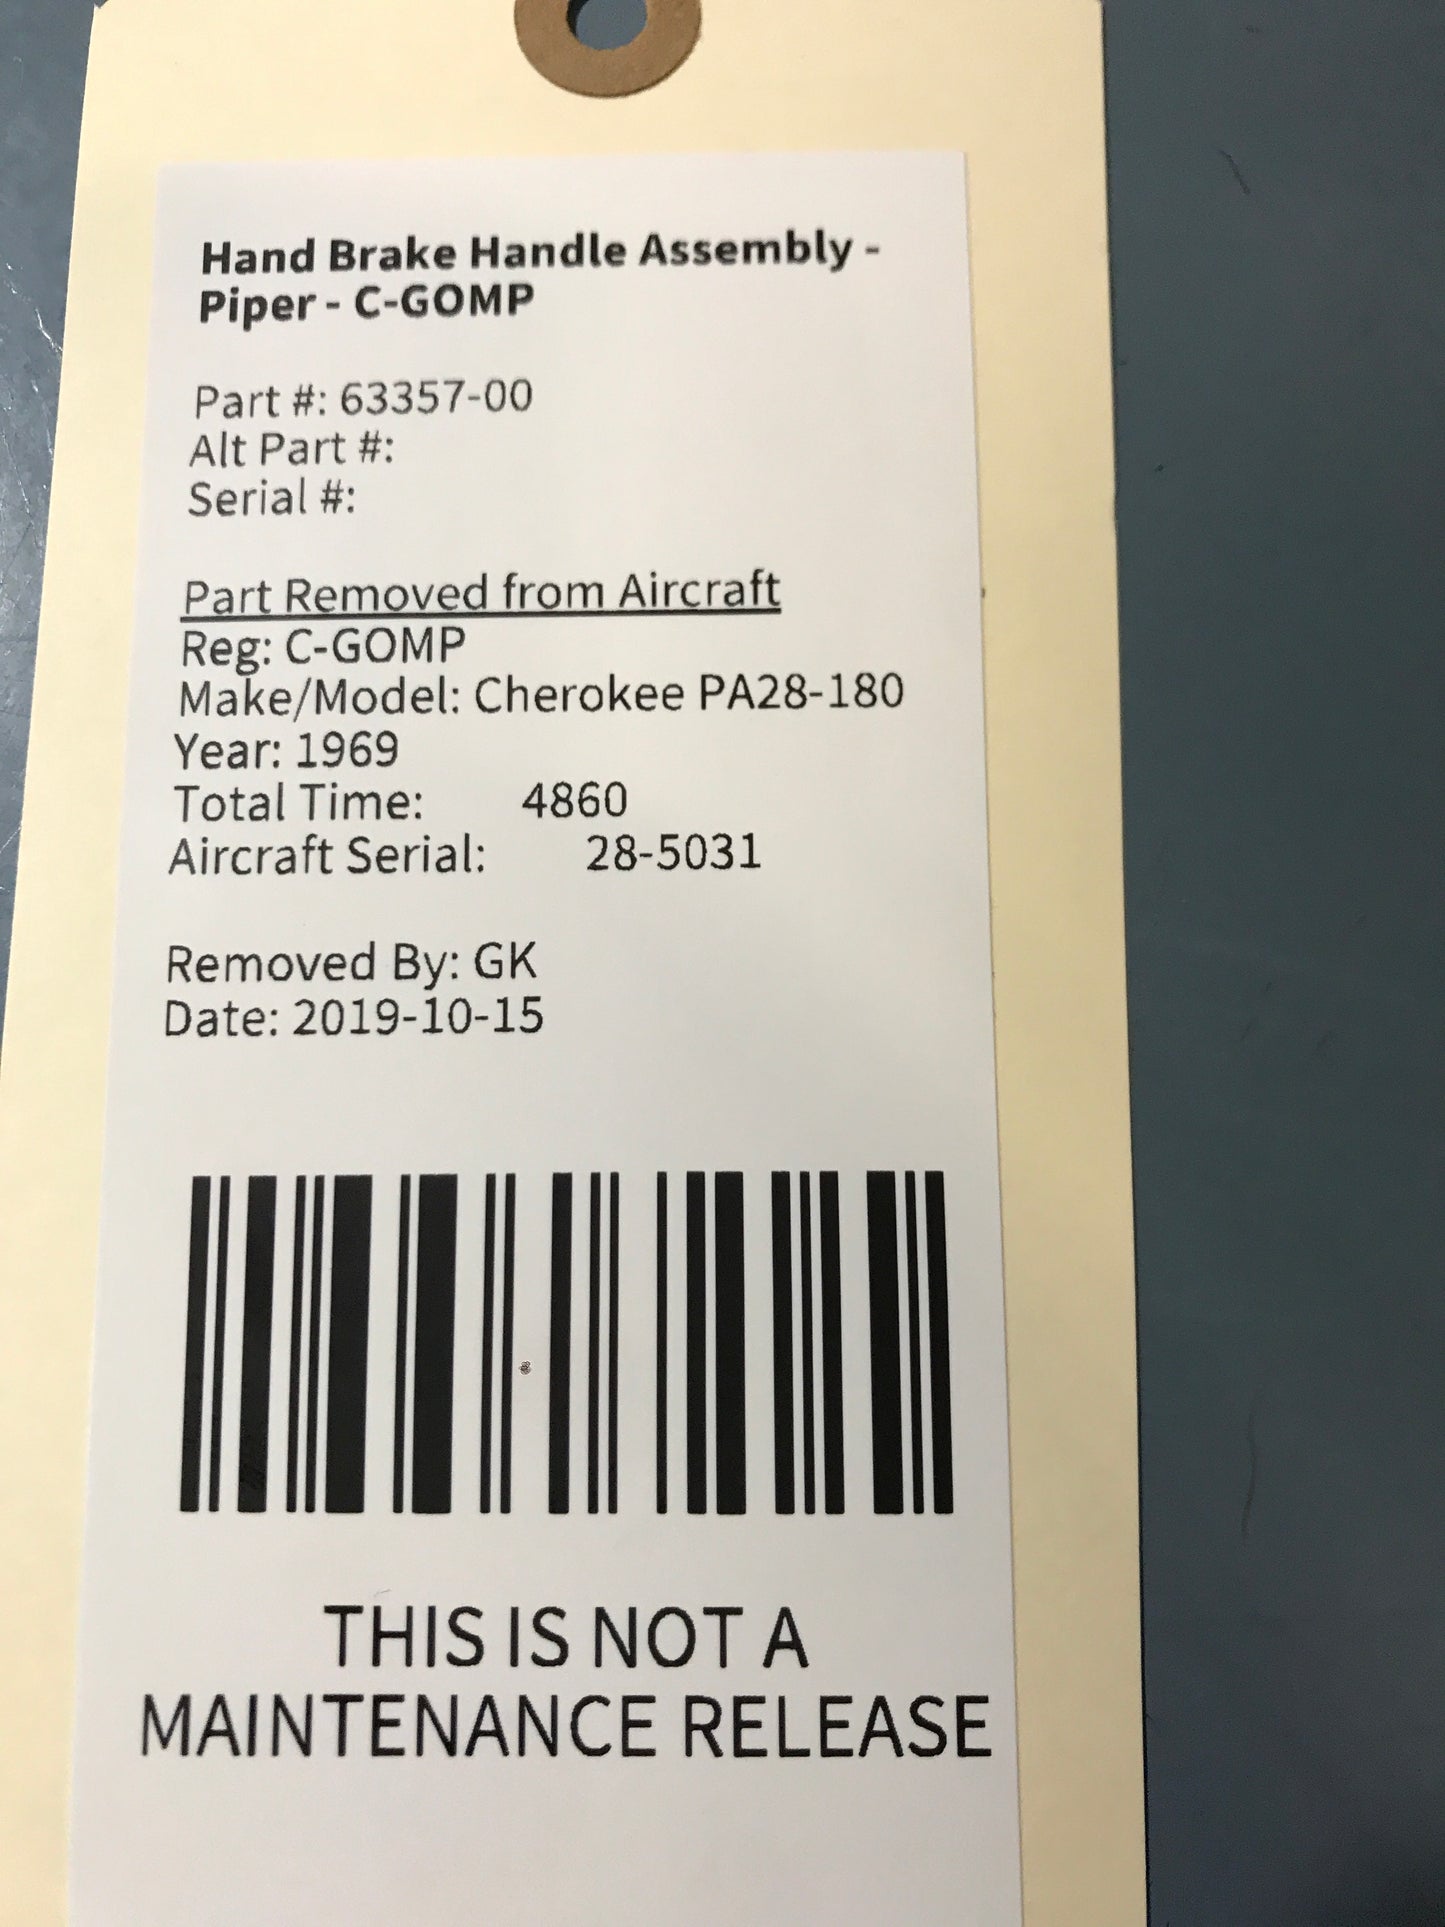 Hand Brake Handle Assembly -
Piper - C-GOMP
Part #: 63357-00
Alt Part #:
Serial #:
Part Removed from Aircraft
Reg: C-GOMP
Make/Model: Cherokee PA28-180
Year: 1969
Total Time: 4860
Aircraft Serial: 28-5031
Removed By: GK
Date: 2019-10-15
THIS IS NOT A
MAINTENANCE RELEASE